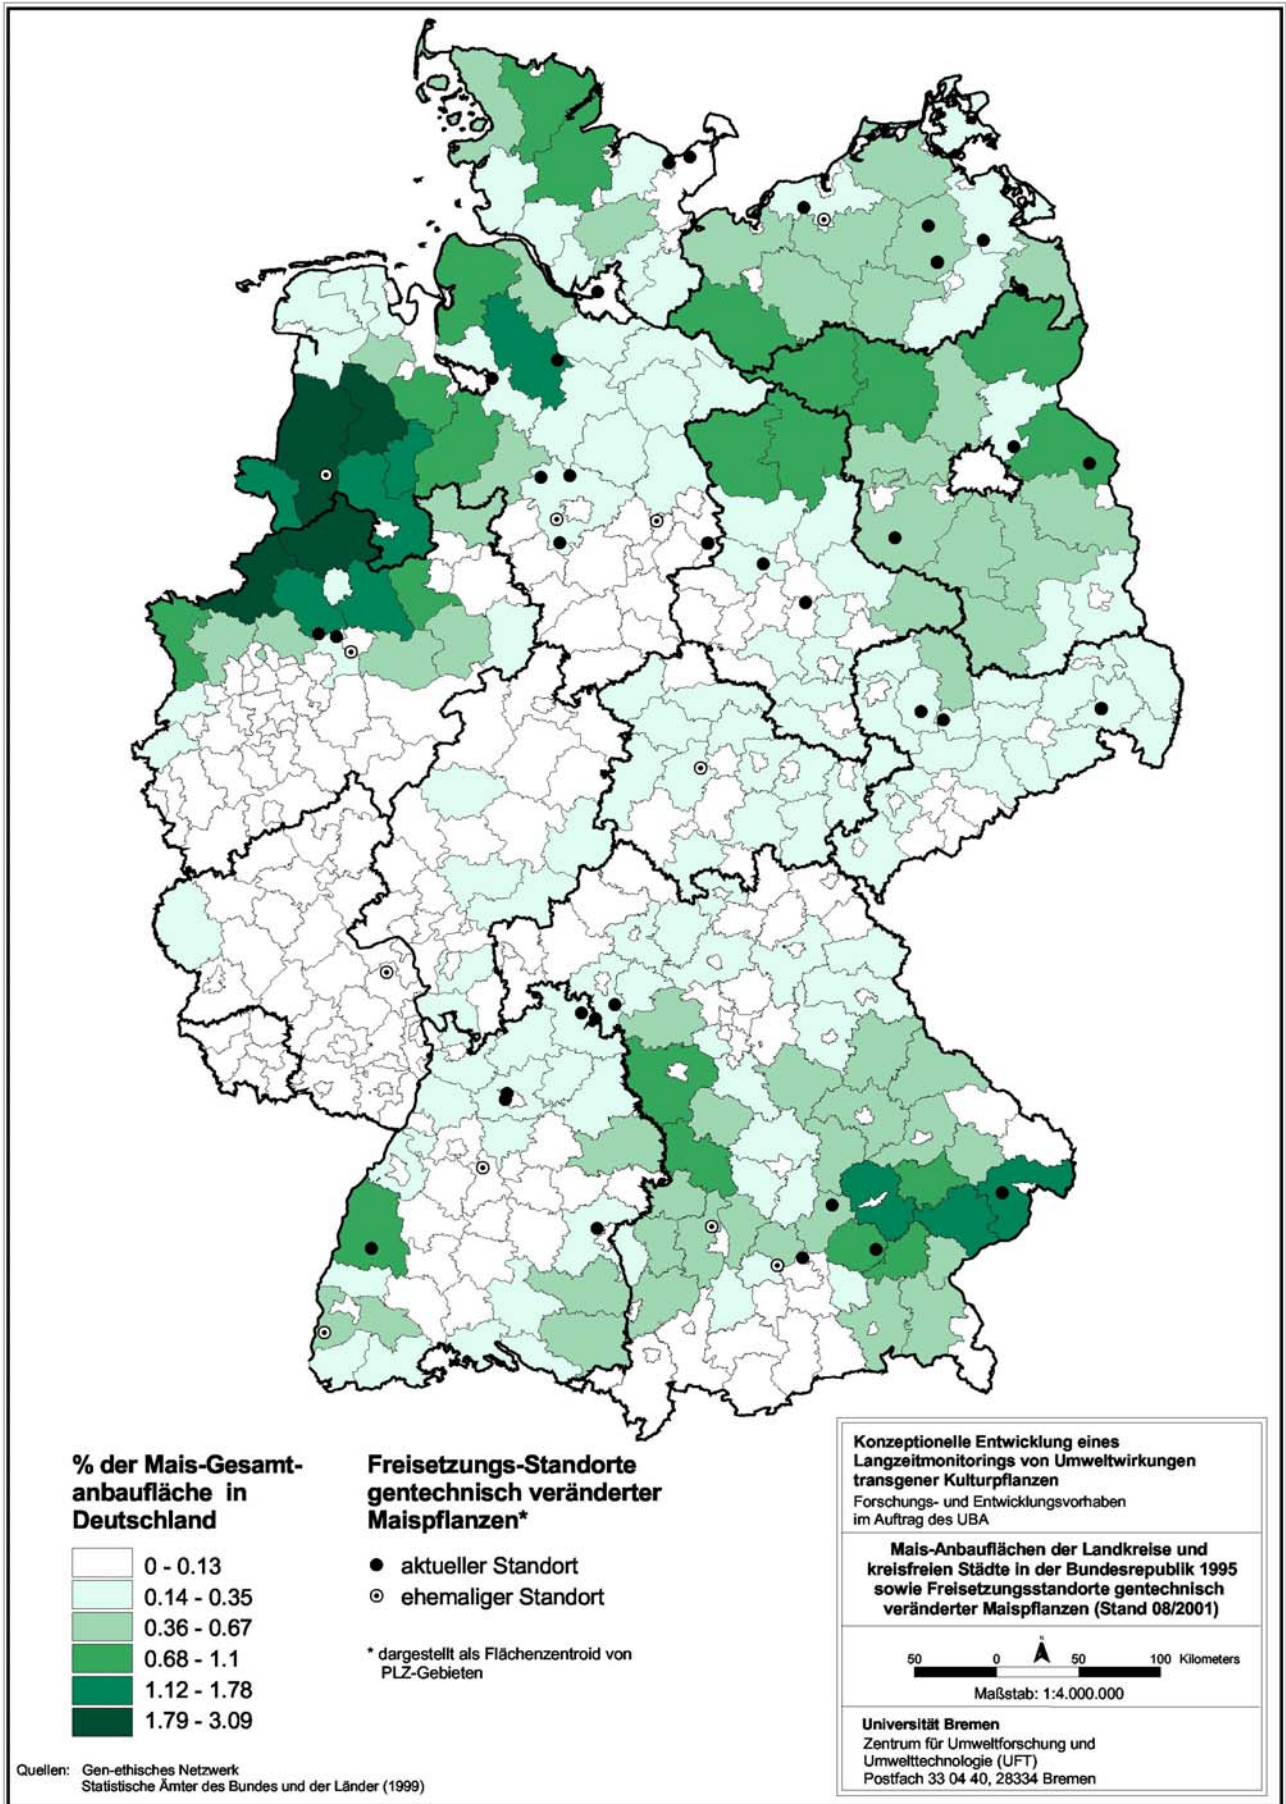 % der Mais-Gesamt-
anbaufläche in
Deutschland
0 - 0.13
0.14 - 0.35
0.36 - 0.67
0.68 - 1.1
1.12 - 1.78
1.79 - 3.09
Freisetzungs-Standorte
gentechnisch veränderter
Maispflanzen*
aktueller Standort
ehemaliger Standort
* dargestellt als Flächenzentroid von
PLZ-Gebieten
Quellen: Gen-ethisches Netzwerk
Statistische Ämter des Bundes und der Länder (1999)
Konzeptionelle Entwicklung eines
Langzeitmonitorings von Umweltwirkungen
transgener Kulturpflanzen
Forschungs- und Entwicklungsvorhaben
im Auftrag des UBA
Mais-Anbauflächen der Landkreise und
kreisfreien Städte in der Bundesrepublik 1995
sowie Freisetzungsstandorte gentechnisch
veränderter Maispflanzen (Stand 08/2001)
N
50 0 50 100 Kilometers
Maßstab: 1:4.000.000
Universität Bremen
Zentrum für Umweltforschung und
Umwelttechnologie (UFT)
Postfach 33 04 40, 28334 Bremen